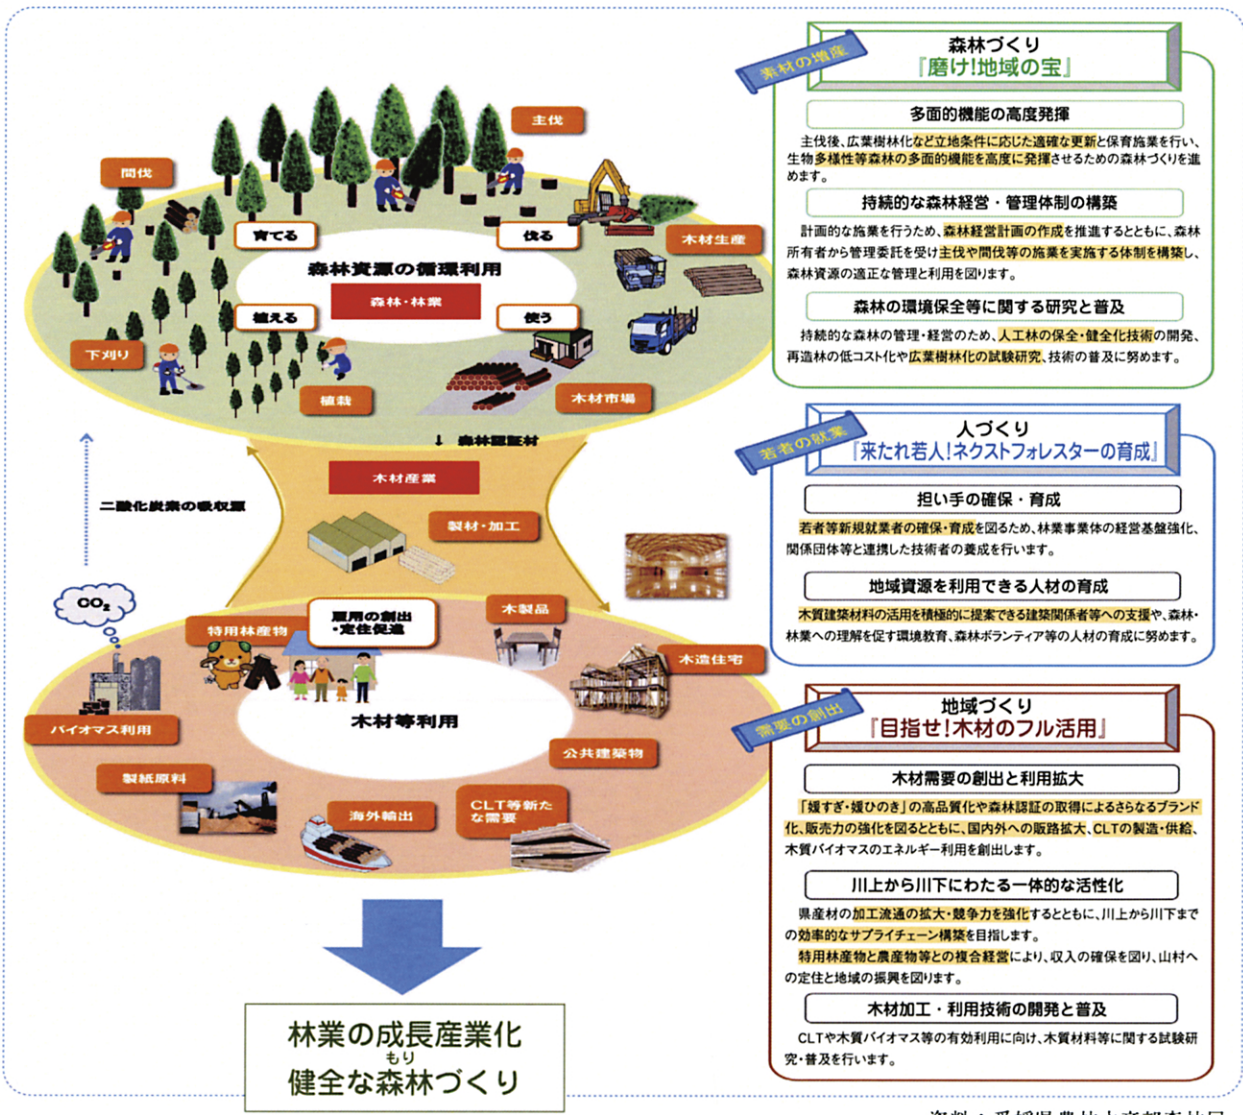 主伐
間伐
育てる
伐る
木材生産
森林資源の循環利用
森林・林業
植える
使う
下刈り
植栽
木材市場
↓ 森林認証材
木材産業
二酸化炭素の吸収源
製材・加工
CO₂
特用林産物
雇用の創出
・定住促進
木製品
木造住宅
木材等利用
バイオマス利用
公共建築物
製紙原料
海外輸出
CLT等新た
な需要
林業の成長産業化
もり
健全な森林づくり
素材の増産
森林づくり
『磨け!地域の宝』
多面的機能の高度発揮
主伐後、広葉樹林化など立地条件に応じた適確な更新と保育施業を行い、
生物多様性等森林の多面的機能を高度に発揮させるための森林づくりを進
めます。
持続的な森林経営・管理体制の構築
計画的な施業を行うため、森林経営計画の作成を推進するとともに、森林
所有者から管理委託を受け主伐や間伐等の施業を実施する体制を構築し、
森林資源の適正な管理と利用を図ります。
森林の環境保全等に関する研究と普及
持続的な森林の管理・経営のため、人工林の保全・健全化技術の開発、
再造林の低コスト化や広葉樹林化の試験研究、技術の普及に努めます。
若者の就業
人づくり
『来たれ若人!ネクストフォレスターの育成』
担い手の確保・育成
若者等新規就業者の確保・育成を図るため、林業事業体の経営基盤強化、
関係団体等と連携した技術者の養成を行います。
地域資源を利用できる人材の育成
木質建築材料の活用を積極的に提案できる建築関係者等への支援や、森林・
林業への理解を促す環境教育、森林ボランティア等の人材の育成に努めます。
需要の創出
地域づくり
『目指せ!木材のフル活用』
木材需要の創出と利用拡大
「媛すぎ・媛ひのき」の高品質化や森林認証の取得によるさらなるブランド
化、販売力の強化を図るとともに、国内外への販路拡大、CLTの製造・供給、
木質バイオマスのエネルギー利用を創出します。
川上から川下にわたる一体的な活性化
県産材の加工流通の拡大・競争力を強化するとともに、川上から川下まで
の効率的なサプライチェーン構築を目指します。
特用林産物と農産物等との複合経営により、収入の確保を図り、山村へ
の定住と地域の振興を図ります。
木材加工・利用技術の開発と普及
CLTや木質バイオマス等の有効利用に向け、木質材料等に関する試験研
究・普及を行います。